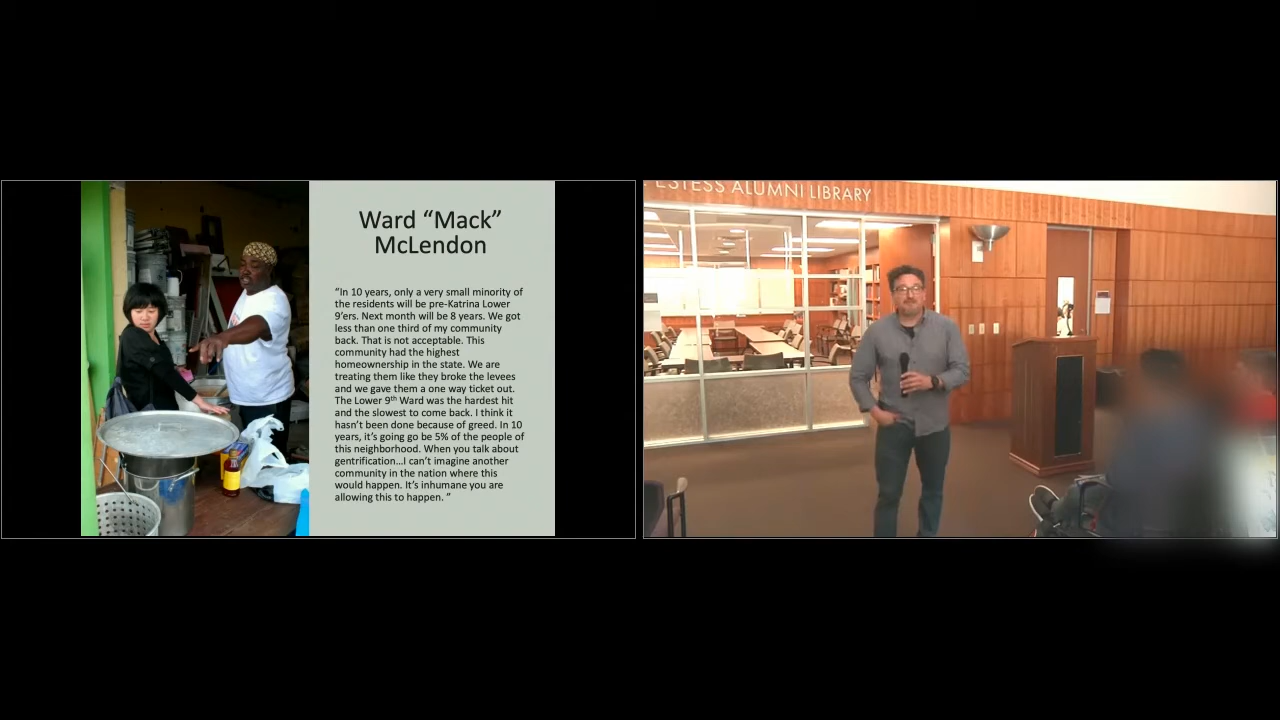 Ward “Mack”
McLendon
“In 10 years, only a very small minority of
the residents will be pre-Katrina Lower
9’ers. Next month will be 8 years. We got
less than one third of my community
back. That is not acceptable. This
community had the highest
homeownership in the state. We are
treating them like they broke the levees
and we gave them a one way ticket out.
The Lower 9th Ward was the hardest hit
and the slowest to come back. I think it
hasn’t been done because of greed. In 10
years, it’s going go be 5% of the people of
this neighborhood. When you talk about
gentrification...I can’t imagine another
community in the nation where this
would happen. It’s inhumane you are
allowing this to happen. ”
ESTESS ALUMNI LIBRARY